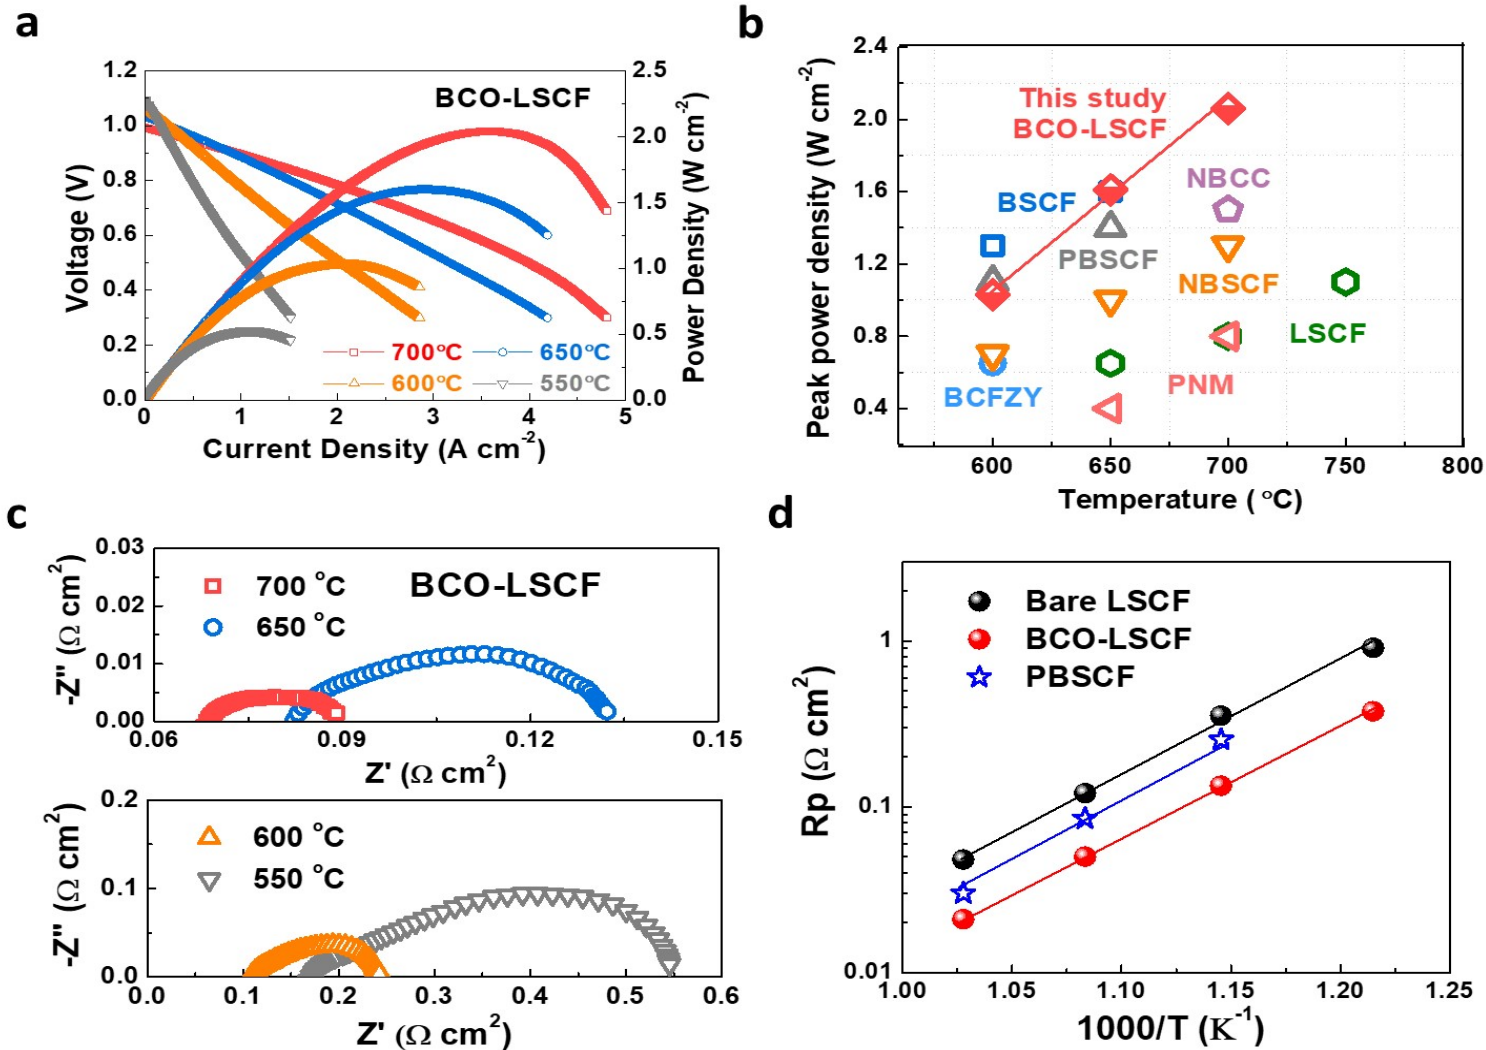 a
BCO-LSCF
Voltage (V)
1.2
1.0
0.8
0.6
0.4
0.2
0.0
2.5
2.0
1.5
1.0
0.5
0.0
Power Density (W cm-2)
700°C
650°C
600°C
550°C
0
1
2
3
4
5
Current Density (A cm-2)
b
Peak power density (W cm-2)
2.4
2.0
1.6
1.2
0.8
0.4
This study
BCO-LSCF
BSCF
NBCC
PBSCF
NBSCF
LSCF
PNM
BCFZY
600
650
700
750
800
Temperature ( °C)
c
-Z" (Ω cm2)
0.03
0.02
0.01
0.00
700 °C
BCO-LSCF
650 °C
0.06
0.09
0.12
0.15
Z' (Ω cm2)
-Z" (Ω cm2)
0.2
0.1
0.0
600 °C
550 °C
0.0
0.1
0.2
0.3
0.4
0.5
0.6
Z' (Ω cm2)
d
Rp (Ω cm2)
1
0.1
0.01
Bare LSCF
BCO-LSCF
PBSCF
1.00
1.05
1.10
1.15
1.20
1.25
1000/T (K-1)